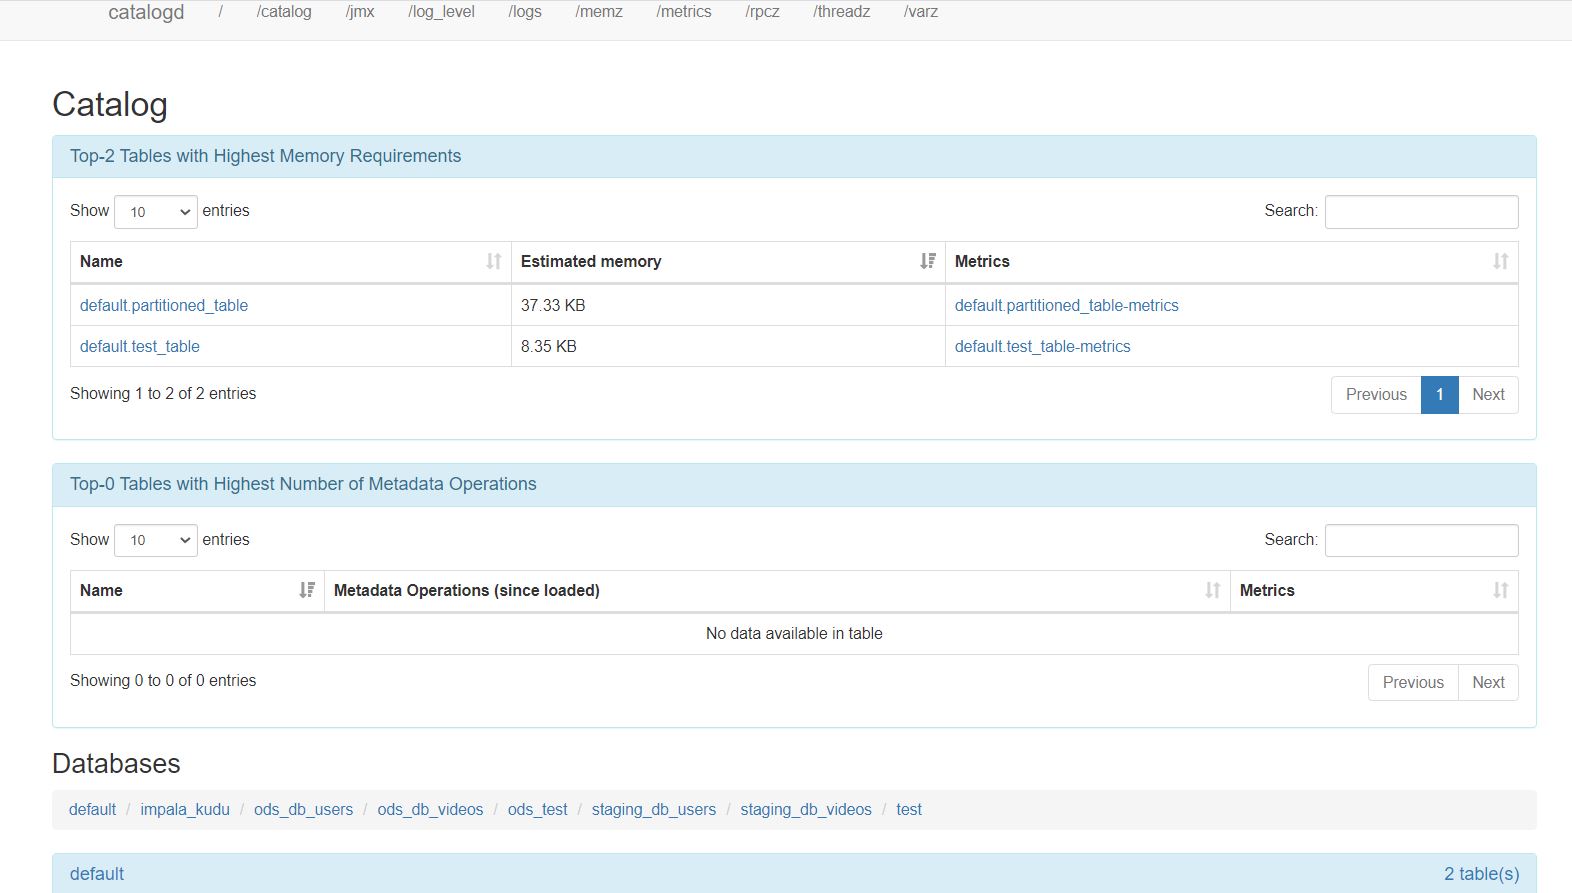 catalogd / /catalog /jmx /log_level /logs /memz /metrics /rpcz /threadz /varz
Catalog
Top-2 Tables with Highest Memory Requirements
Show 10 entries Search:
Name Estimated memory Metrics
default.partitioned_table 37.33 KB default.partitioned_table-metrics
default.test_table 8.35 KB default.test_table-metrics
Showing 1 to 2 of 2 entries Previous 1 Next
Top-0 Tables with Highest Number of Metadata Operations
Show 10 entries Search:
Name Metadata Operations (since loaded) Metrics
No data available in table
Showing 0 to 0 of 0 entries Previous Next
Databases
default / impala_kudu / ods_db_users / ods_db_videos / ods_test / staging_db_users / staging_db_videos / test
default 2 table(s)